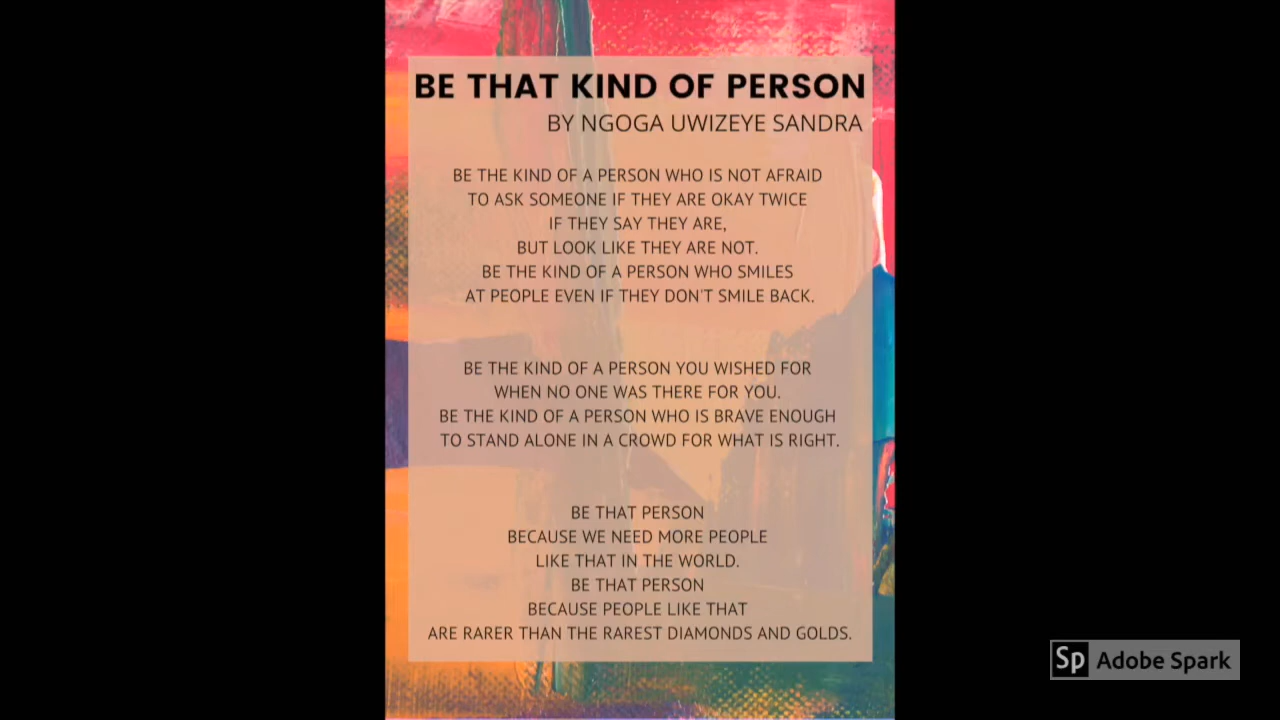 BE THAT KIND OF PERSON
BY NGOGA UWIZEYE SANDRA
BE THE KIND OF A PERSON WHO IS NOT AFRAID
TO ASK SOMEONE IF THEY ARE OKAY TWICE
IF THEY SAY THEY ARE,
BUT LOOK LIKE THEY ARE NOT.
BE THE KIND OF A PERSON WHO SMILES
AT PEOPLE EVEN IF THEY DON'T SMILE BACK.
BE THE KIND OF A PERSON YOU WISHED FOR
WHEN NO ONE WAS THERE FOR YOU.
BE THE KIND OF A PERSON WHO IS BRAVE ENOUGH
TO STAND ALONE IN A CROWD FOR WHAT IS RIGHT.
BE THAT PERSON
BECAUSE WE NEED MORE PEOPLE
LIKE THAT IN THE WORLD.
BE THAT PERSON
BECAUSE PEOPLE LIKE THAT
ARE RARER THAN THE RAREST DIAMONDS AND GOLDS.
Sp Adobe Spark